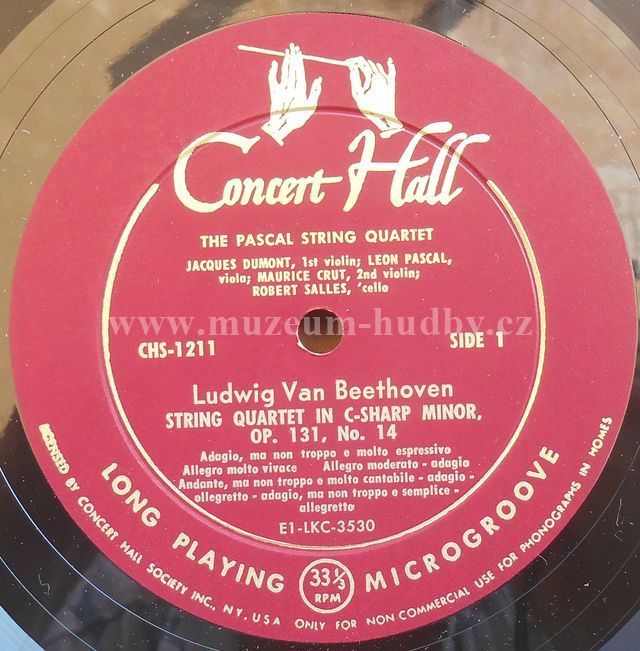 Concert Hall
THE PASCAL STRING QUARTET
JACQUES DUMONT, 1st violin; LEON PASCAL,
viola; MAURICE CRUT, 2nd violin;
ROBERT SALLES, 'cello
www.muzeum-hudby.cz
CHS-1211
SIDE 1
Ludwig Van Beethoven
STRING QUARTET IN C-SHARP MINOR,
OP. 131, No. 14
Adagio, ma non troppo e molto espressivo
Allegro molto vivace Allegro moderato - adagio
Andante, ma non troppo e molto cantabile - adagio -
allegretto - adagio, ma non troppo e semplice -
allegretto
E1-LKC-3530
LONG PLAYING 33 1/3 RPM MICROGROOVE
LICENSED BY CONCERT HALL SOCIETY INC., N.Y. USA ONLY FOR NON COMMERCIAL USE FOR PHONOGRAPHS IN HOMES